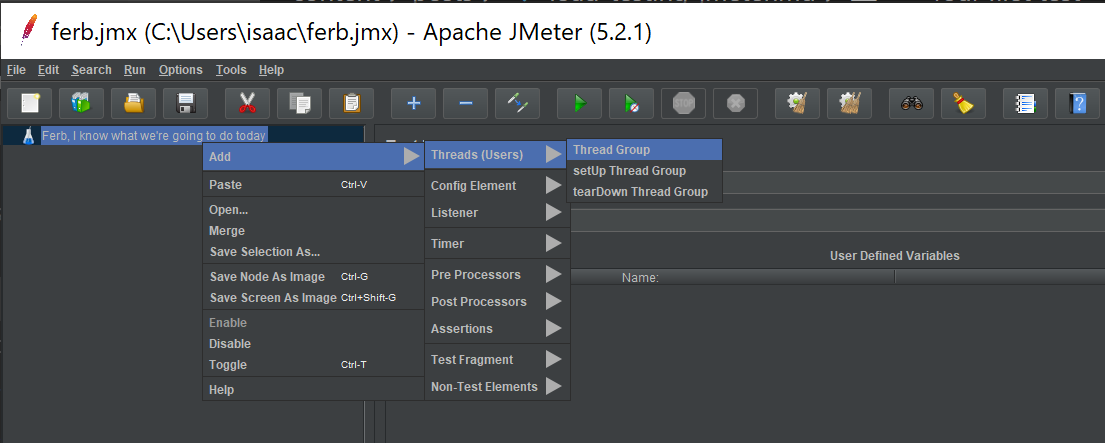 ferb.jmx (C:\Users\isaac\ferb.jmx) - Apache JMeter (5.2.1)
File Edit Search Run Options Tools Help
STOP
Ferb, I know what we're going to do today
Add
Paste Ctrl-V
Open...
Merge
Save Selection As...
Save Node As Image Ctrl-G
Save Screen As Image Ctrl+Shift-G
Enable
Disable
Toggle Ctrl-T
Help
Threads (Users)
Config Element
Listener
Timer
Pre Processors
Post Processors
Assertions
Test Fragment
Non-Test Elements
Thread Group
setUp Thread Group
tearDown Thread Group
User Defined Variables
Name: